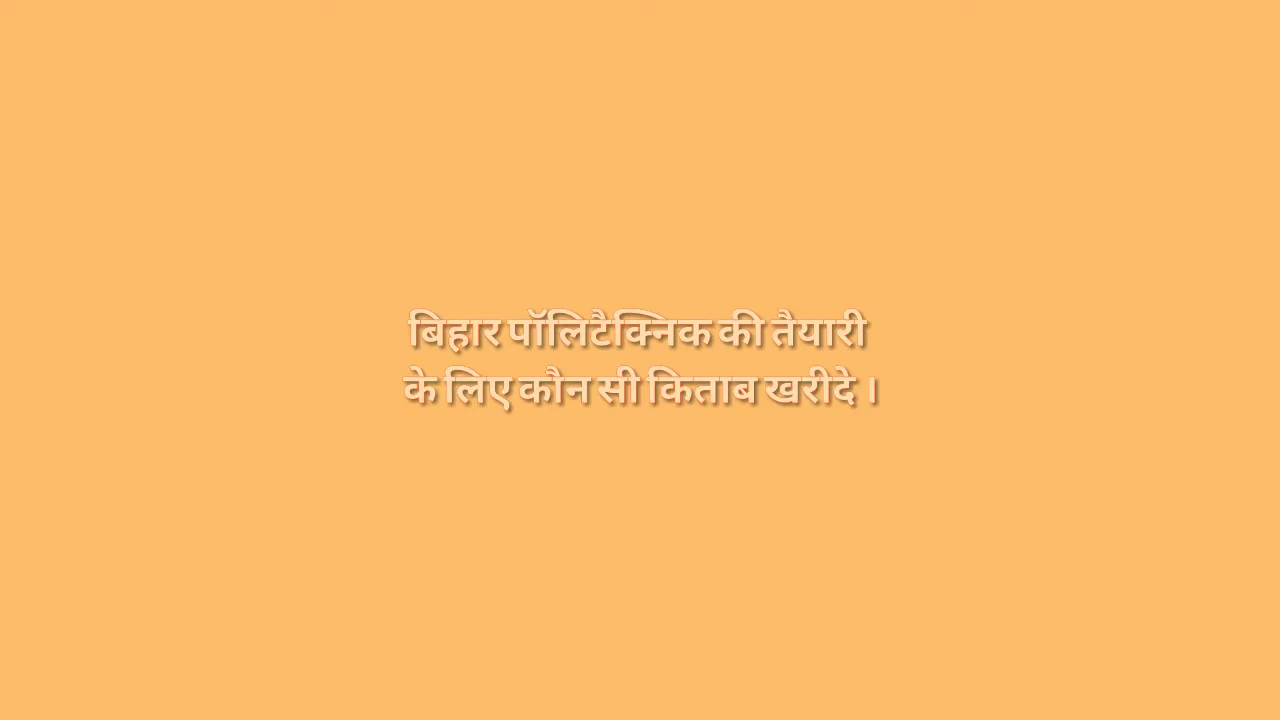 बिहार पॉलिटैक्निक की तैयारी
के लिए कौन सी किताब खरीदे ।